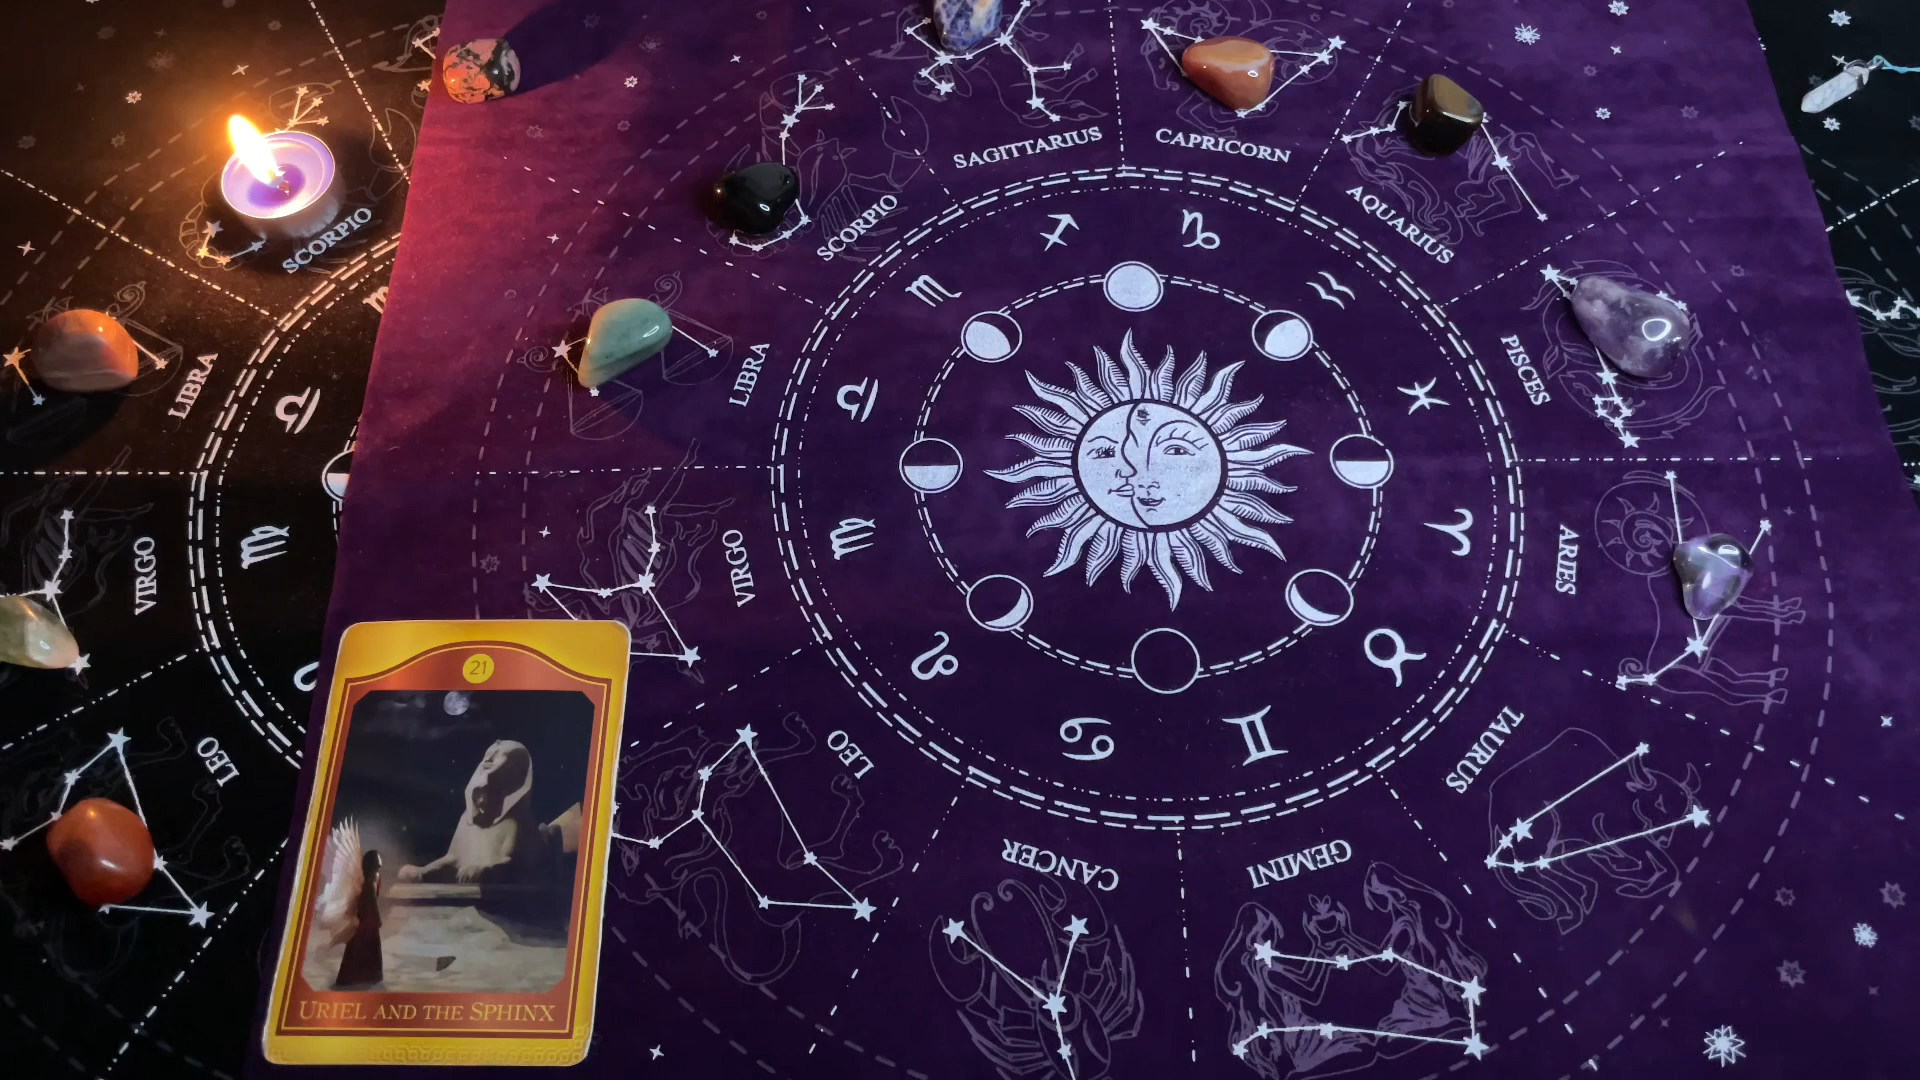 SAGITTARIUS
CAPRICORN
SCORPIO
AQUARIUS
SCORPIO
LIBRA
LIBRA
PISCES
VIRGO
VIRGO
ARIES
LEO
LEO
TAURUS
CANCER
GEMINI
21
URIEL AND THE SPHINX